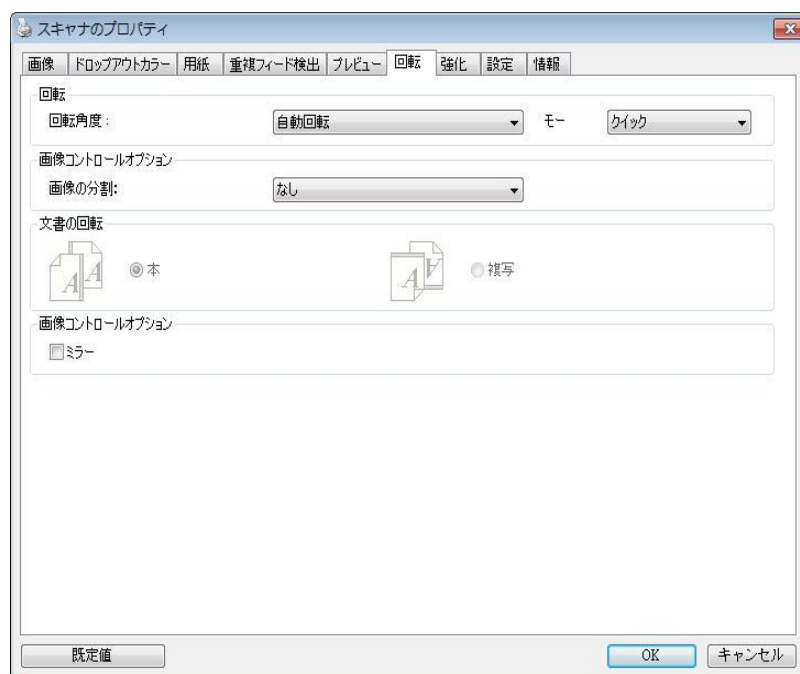 スキャナのプロパティ
画像 ドロップアウトカラー 用紙 重複フィード検出 プレビュー 回転 強化 設定 情報
回転
回転角度: 自動回転 モー クイック
画像コントロールオプション
画像の分割: なし
文書の回転
A A 本 A A 複写
画像コントロールオプション
ミラー
既定値 OK キャンセル